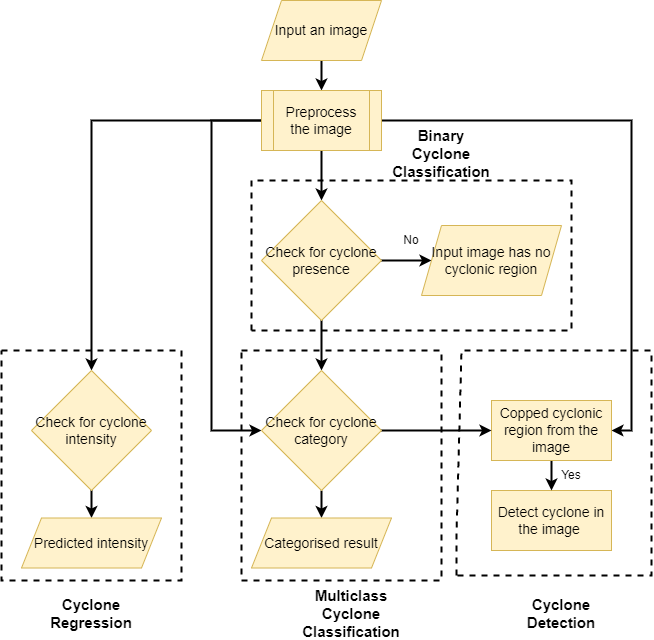 Input an image
Preprocess
the image
Binary
Cyclone
Classification
Check for cyclone
presence
No
Input image has no
cyclonic region
Check for cyclone
intensity
Check for cyclone
category
Copped cyclonic
region from the
image
Yes
Predicted intensity
Categorised result
Detect cyclone in
the image
Cyclone
Regression
Multiclass
Cyclone
Classification
Cyclone
Detection